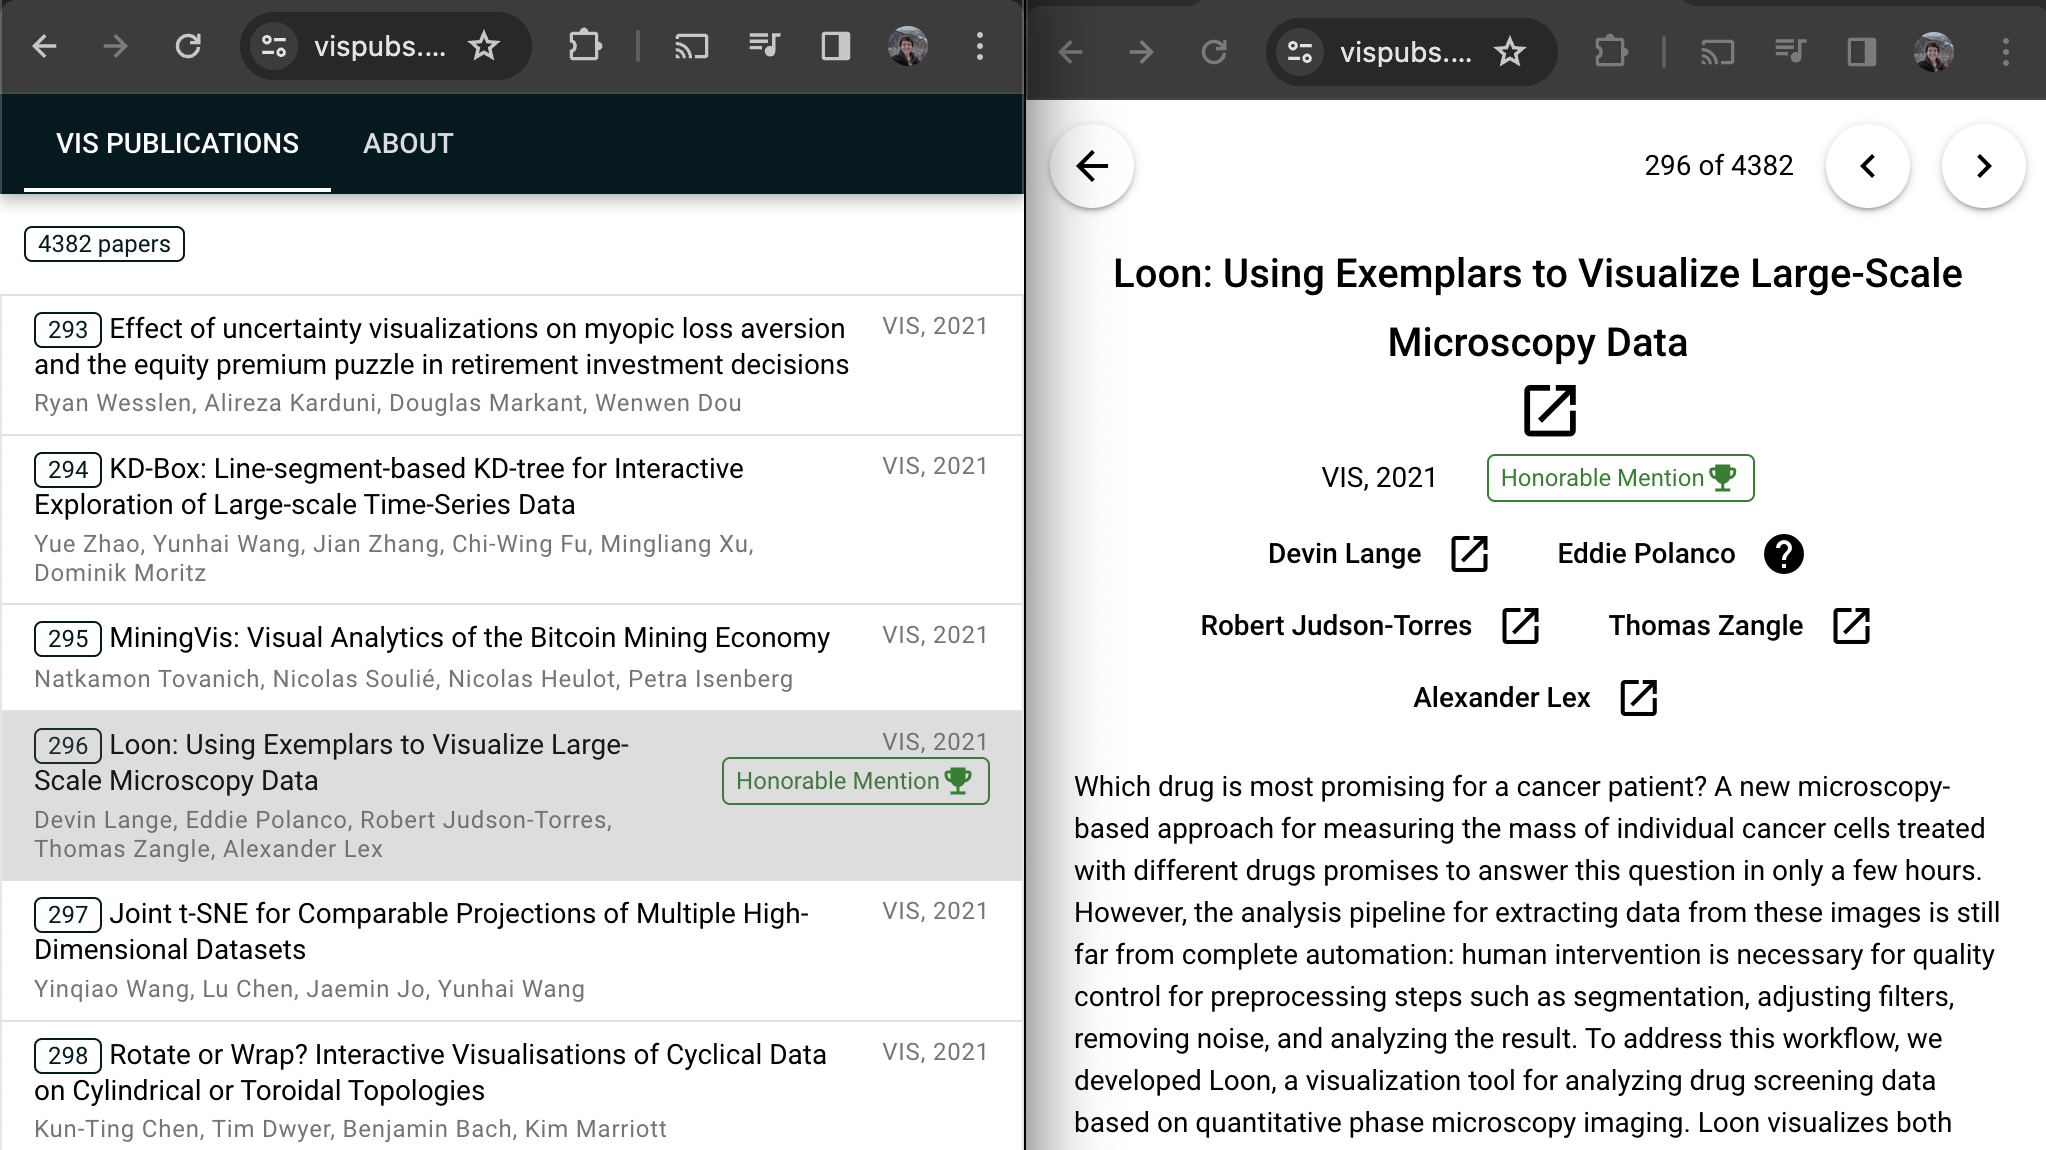 vispubs....
VIS PUBLICATIONS
ABOUT
4382 papers
293 Effect of uncertainty visualizations on myopic loss aversion
and the equity premium puzzle in retirement investment decisions
VIS, 2021
Ryan Wesslen, Alireza Karduni, Douglas Markant, Wenwen Dou
294 KD-Box: Line-segment-based KD-tree for Interactive
Exploration of Large-scale Time-Series Data
VIS, 2021
Yue Zhao, Yunhai Wang, Jian Zhang, Chi-Wing Fu, Mingliang Xu,
Dominik Moritz
295 MiningVis: Visual Analytics of the Bitcoin Mining Economy
VIS, 2021
Natkamon Tovanich, Nicolas Soulié, Nicolas Heulot, Petra Isenberg
296 Loon: Using Exemplars to Visualize Large-
Scale Microscopy Data
VIS, 2021
Honorable Mention
Devin Lange, Eddie Polanco, Robert Judson-Torres,
Thomas Zangle, Alexander Lex
297 Joint t-SNE for Comparable Projections of Multiple High-
Dimensional Datasets
VIS, 2021
Yinqiao Wang, Lu Chen, Jaemin Jo, Yunhai Wang
298 Rotate or Wrap? Interactive Visualisations of Cyclical Data
on Cylindrical or Toroidal Topologies
VIS, 2021
Kun-Ting Chen, Tim Dwyer, Benjamin Bach, Kim Marriott
vispubs....
296 of 4382
Loon: Using Exemplars to Visualize Large-Scale
Microscopy Data
VIS, 2021
Honorable Mention
Devin Lange
Eddie Polanco
Robert Judson-Torres
Thomas Zangle
Alexander Lex
Which drug is most promising for a cancer patient? A new microscopy-
based approach for measuring the mass of individual cancer cells treated
with different drugs promises to answer this question in only a few hours.
However, the analysis pipeline for extracting data from these images is still
far from complete automation: human intervention is necessary for quality
control for preprocessing steps such as segmentation, adjusting filters,
removing noise, and analyzing the result. To address this workflow, we
developed Loon, a visualization tool for analyzing drug screening data
based on quantitative phase microscopy imaging. Loon visualizes both